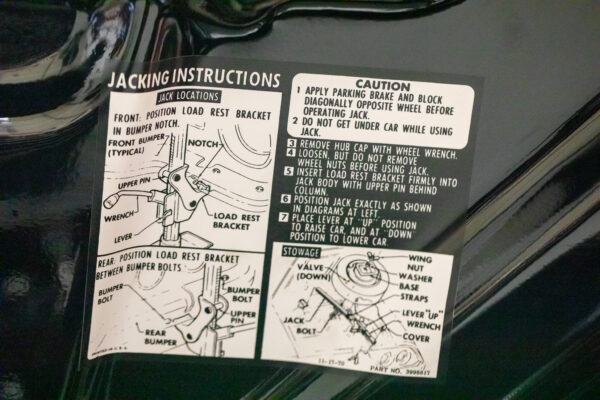 JACKING INSTRUCTIONS
JACK LOCATIONS
FRONT: POSITION LOAD REST BRACKET
IN BUMPER NOTCH.
FRONT BUMPER
(TYPICAL)
NOTCH
UPPER PIN
WRENCH
LEVER
LOAD REST
BRACKET
REAR: POSITION LOAD REST BRACKET
BETWEEN BUMPER BOLTS
BUMPER
BOLT
BUMPER
BOLT
UPPER
PIN
REAR
BUMPER
PRINTED IN U.S.A.
CAUTION
1 APPLY PARKING BRAKE AND BLOCK
DIAGONALLY OPPOSITE WHEEL BEFORE
OPERATING JACK.
2 DO NOT GET UNDER CAR WHILE USING
JACK.
3 REMOVE HUB CAP WITH WHEEL WRENCH.
4 LOOSEN, BUT DO NOT REMOVE
WHEEL NUTS BEFORE USING JACK.
5 INSERT LOAD REST BRACKET FIRMLY INTO
JACK BODY WITH UPPER PIN BEHIND
COLUMN.
6 POSITION JACK EXACTLY AS SHOWN
IN DIAGRAMS AT LEFT.
7 PLACE LEVER AT "UP" POSITION
TO RAISE CAR, AND AT "DOWN"
POSITION TO LOWER CAR.
STOWAGE
VALVE
(DOWN)
JACK
BOLT
WING
NUT
WASHER
BASE
STRAPS
LEVER "UP"
WRENCH
COVER
11-17-70
PART NO. 3998817